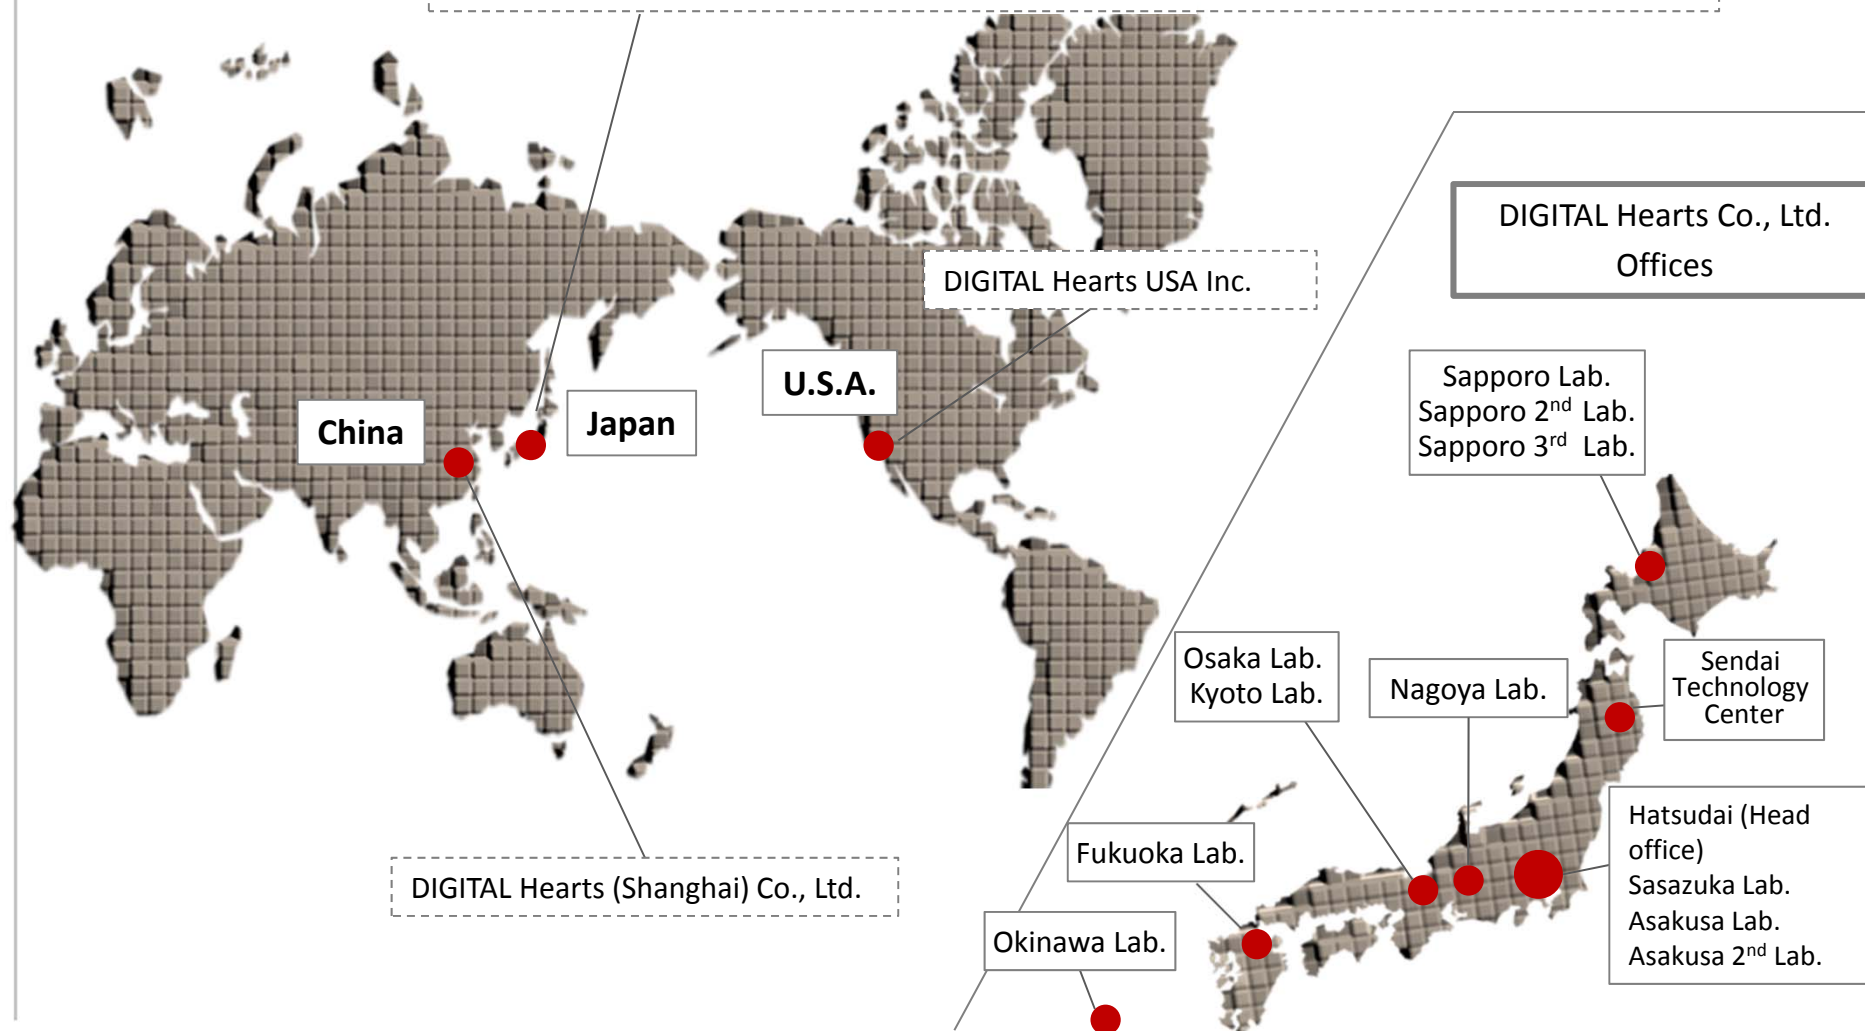 DIGITAL Hearts Co., Ltd.
Offices
DIGITAL Hearts USA Inc.
U.S.A.
Japan
China
Sapporo Lab.
Sapporo 2nd Lab.
Sapporo 3rd Lab.
Osaka Lab.
Kyoto Lab.
Nagoya Lab.
Sendai
Technology
Center
Hatsudai (Head
office)
Sasazuka Lab.
Asakusa Lab.
Asakusa 2nd Lab.
Fukuoka Lab.
DIGITAL Hearts (Shanghai) Co., Ltd.
Okinawa Lab.